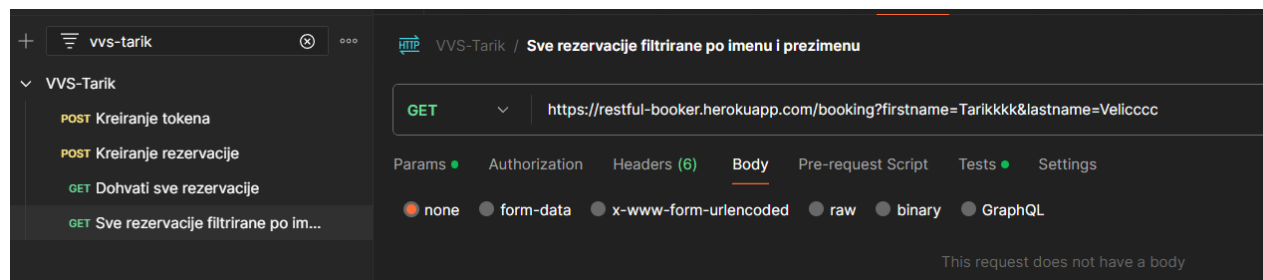 vvs-tarik
VVS-Tarik
POST Kreiranje tokena
POST Kreiranje rezervacije
GET Dohvati sve rezervacije
GET Sve rezervacije filtrirane po im...
HTTP VVS-Tarik / Sve rezervacije filtrirane po imenu i prezimenu
GET https://restful-booker.herokuapp.com/booking?firstname=Tarikkkk&lastname=Velicccc
Params Authorization Headers (6) Body Pre-request Script Tests Settings
none form-data x-www-form-urlencoded raw binary GraphQL
This request does not have a body